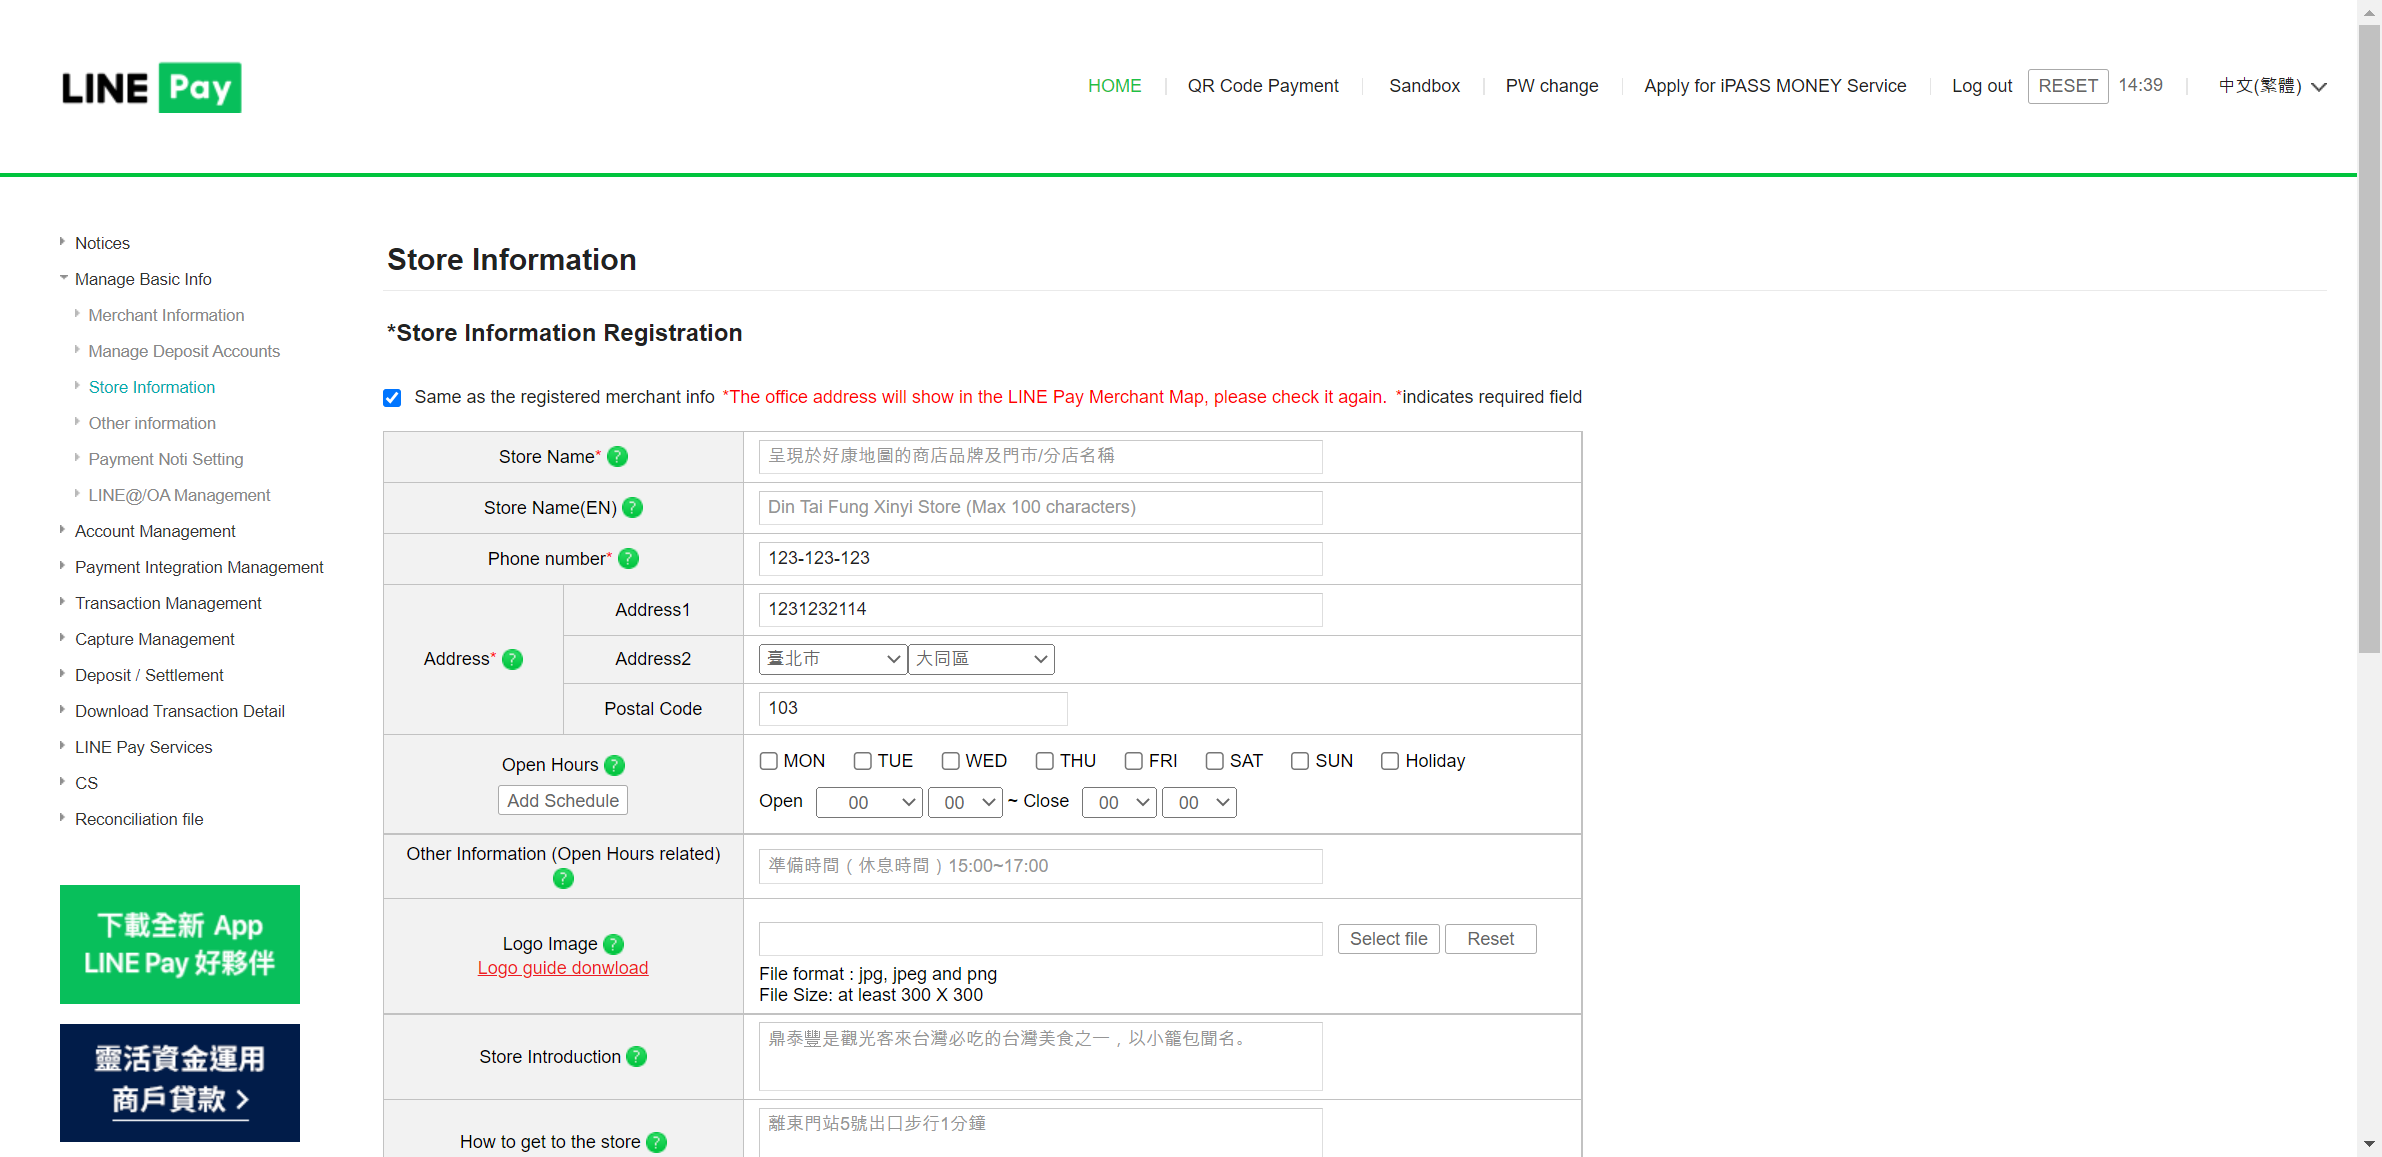 LINE Pay
HOME QR Code Payment Sandbox PW change Apply for iPASS MONEY Service Log out RESET 14:39 中文(繁體)
Notices
Manage Basic Info
Merchant Information
Manage Deposit Accounts
Store Information
Other information
Payment Noti Setting
LINE@/OA Management
Account Management
Payment Integration Management
Transaction Management
Capture Management
Deposit / Settlement
Download Transaction Detail
LINE Pay Services
CS
Reconciliation file
下載全新 App
LINE Pay 好夥伴
靈活資金運用
商戶貸款 >
Store Information
*Store Information Registration
Same as the registered merchant info *The office address will show in the LINE Pay Merchant Map, please check it again. *indicates required field
Store Name* ? 呈現於好康地圖的商店品牌及門市/分店名稱
Store Name(EN) ? Din Tai Fung Xinyi Store (Max 100 characters)
Phone number* ? 123-123-123
Address* ?
Address1 1231232114
Address2 臺北市 大同區
Postal Code 103
Open Hours ? MON TUE WED THU FRI SAT SUN Holiday
Add Schedule Open 00 00 ~ Close 00 00
Other Information (Open Hours related) ? 準備時間 ( 休息時間 ) 15:00~17:00
Logo Image ? Select file Reset
Logo guide donwload
File format : jpg, jpeg and png
File Size: at least 300 X 300
Store Introduction ? 鼎泰豐是觀光客來台灣必吃的台灣美食之一，以小籠包聞名。
How to get to the store ? 離東門站5號出口步行1分鐘